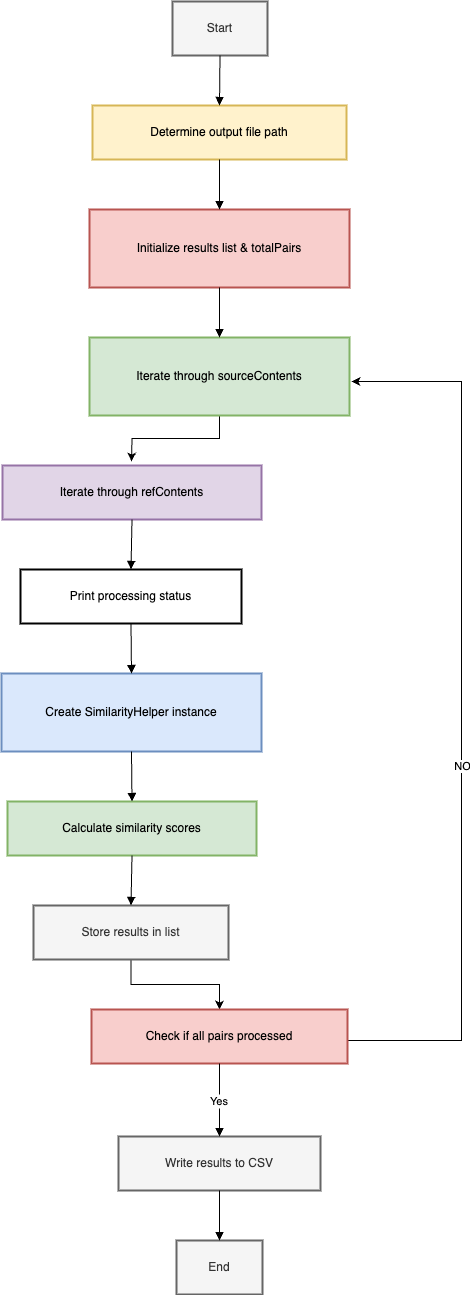 Start
Determine output file path
Initialize results list & totalPairs
Iterate through sourceContents
Iterate through refContents
Print processing status
Create SimilarityHelper instance
NO
Calculate similarity scores
Store results in list
Check if all pairs processed
Yes
Write results to CSV
End